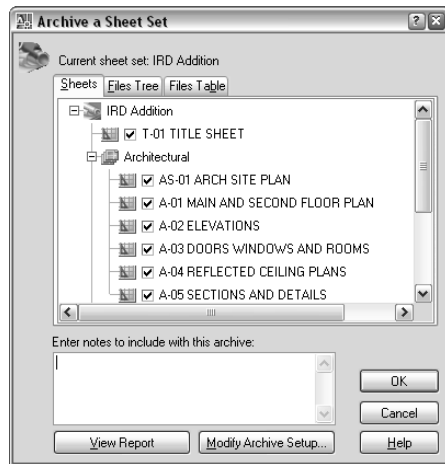 Archive a Sheet Set
Current sheet set: IRD Addition
Sheets Files Tree Files Table
IRD Addition
T-01 TITLE SHEET
Architectural
AS-01 ARCH SITE PLAN
A-01 MAIN AND SECOND FLOOR PLAN
A-02 ELEVATIONS
A-03 DOORS WINDOWS AND ROOMS
A-04 REFLECTED CEILING PLANS
A-05 SECTIONS AND DETAILS
Enter notes to include with this archive:
OK
Cancel
View Report Modify Archive Setup... Help